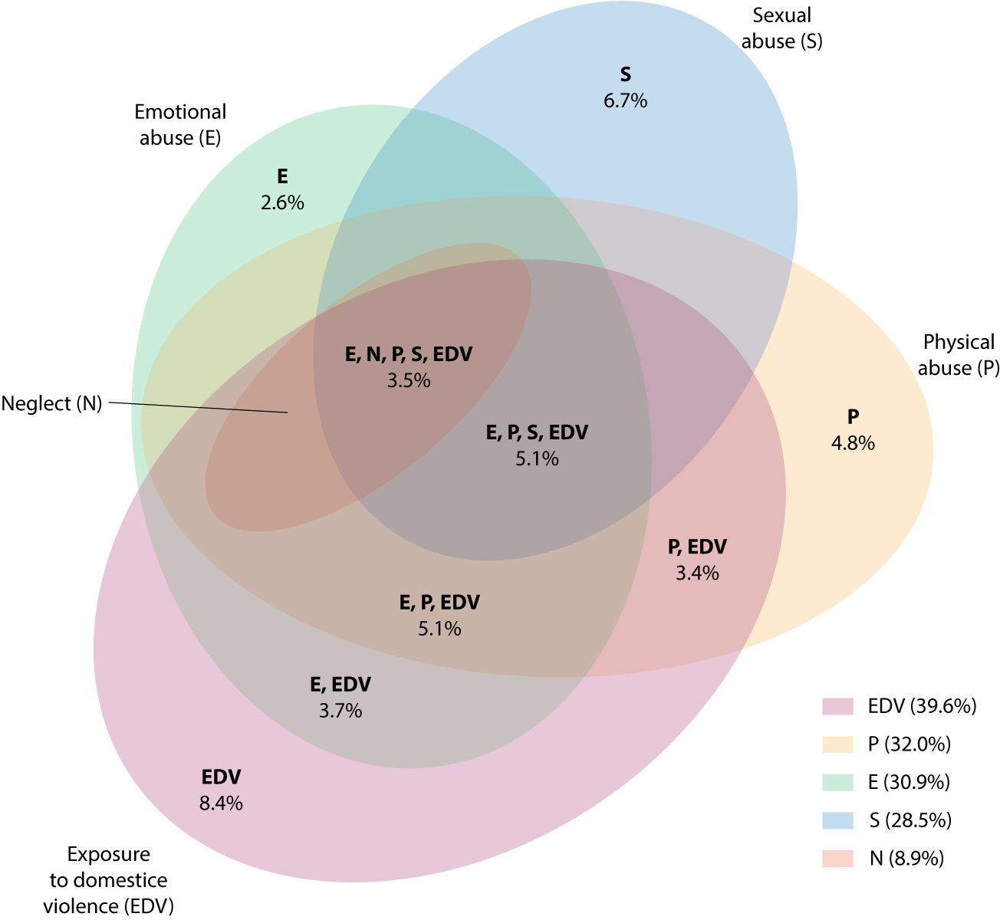 Sexual
abuse (S)
S
6.7%
Emotional
abuse (E)
E
2.6%
Physical
abuse (P)
E, N, P, S, EDV
3.5%
Neglect (N)
P
4.8%
E, P, S, EDV
5.1%
P, EDV
3.4%
E, P, EDV
5.1%
E, EDV
3.7%
EDV
8.4%
Exposure
to domestice
violence (EDV)
EDV (39.6%)
P (32.0%)
E (30.9%)
S (28.5%)
N (8.9%)